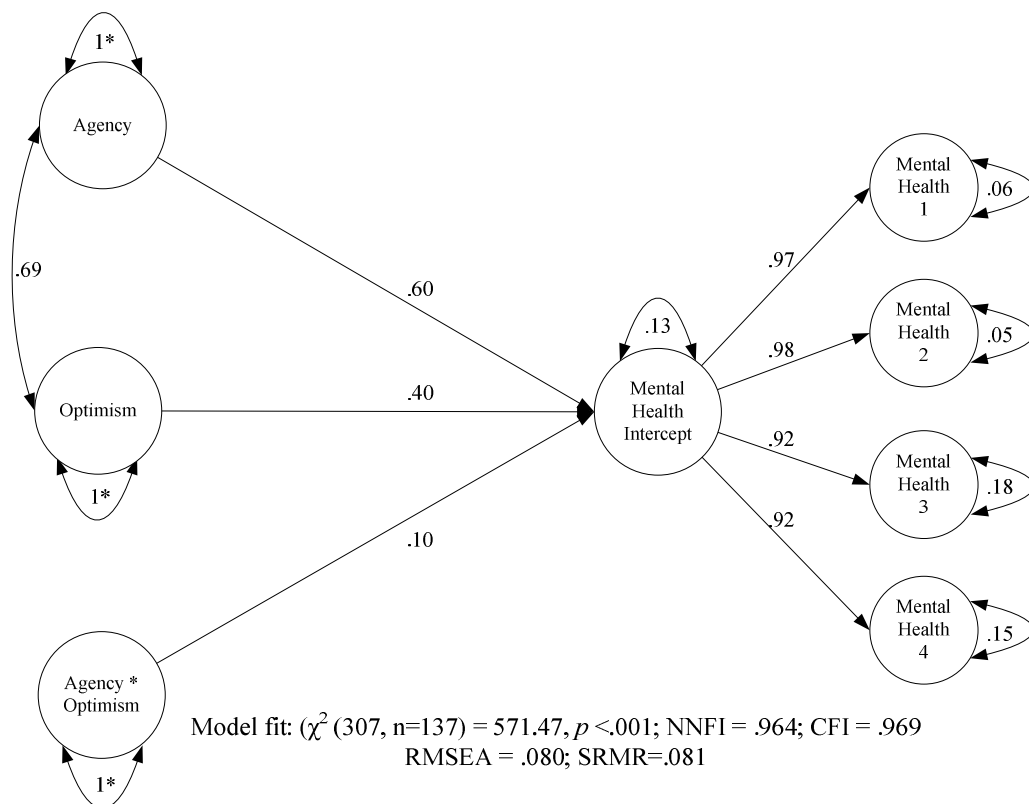 1*
Agency
.69
.60
Optimism
1*
.40
.10
Agency *
Optimism
1*
.13
Mental
Health
Intercept
.97
.98
.92
.92
Mental
Health
1
.06
Mental
Health
2
.05
Mental
Health
3
.18
Mental
Health
4
.15
Model fit: (χ² (307, n=137) = 571.47, p <.001; NNFI = .964; CFI = .969
RMSEA = .080; SRMR=.081